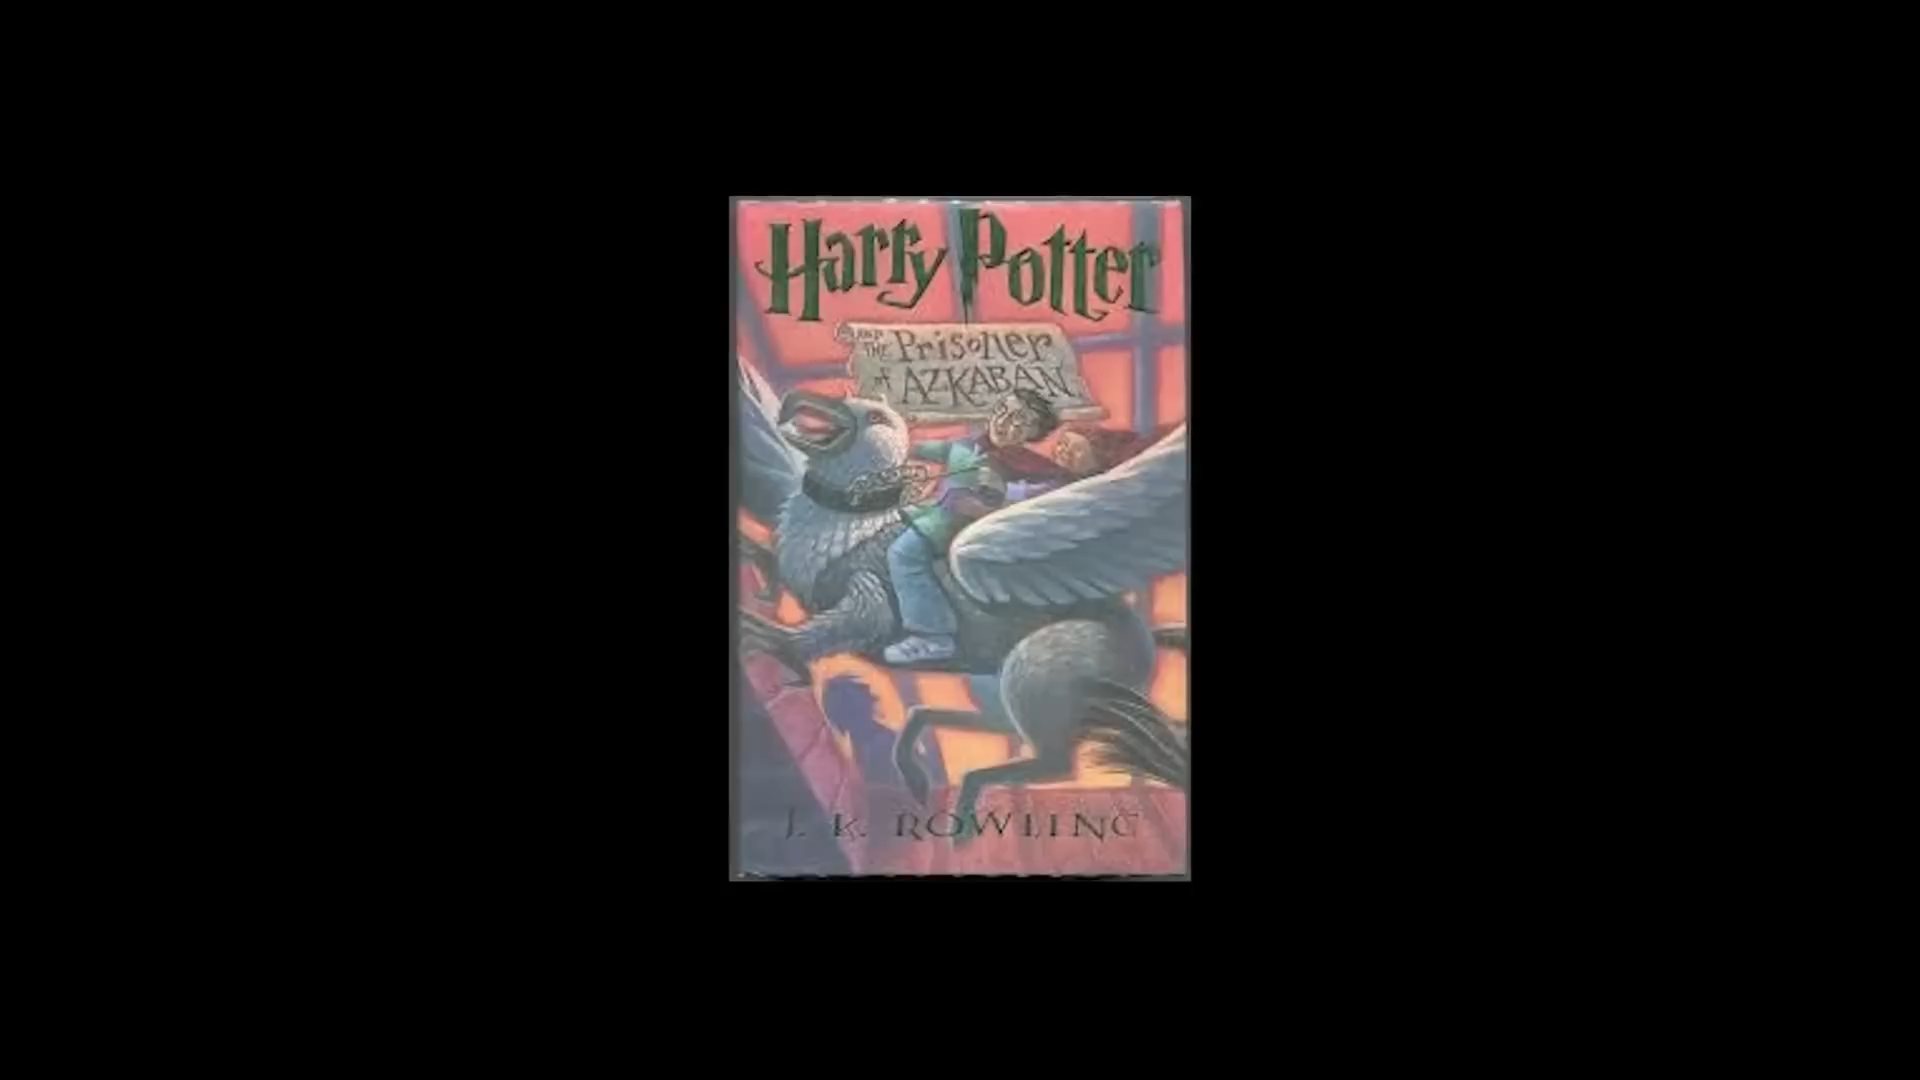 Harry Potter
AND
THE Prisoner
of AZKABAN
J. K. ROWLING